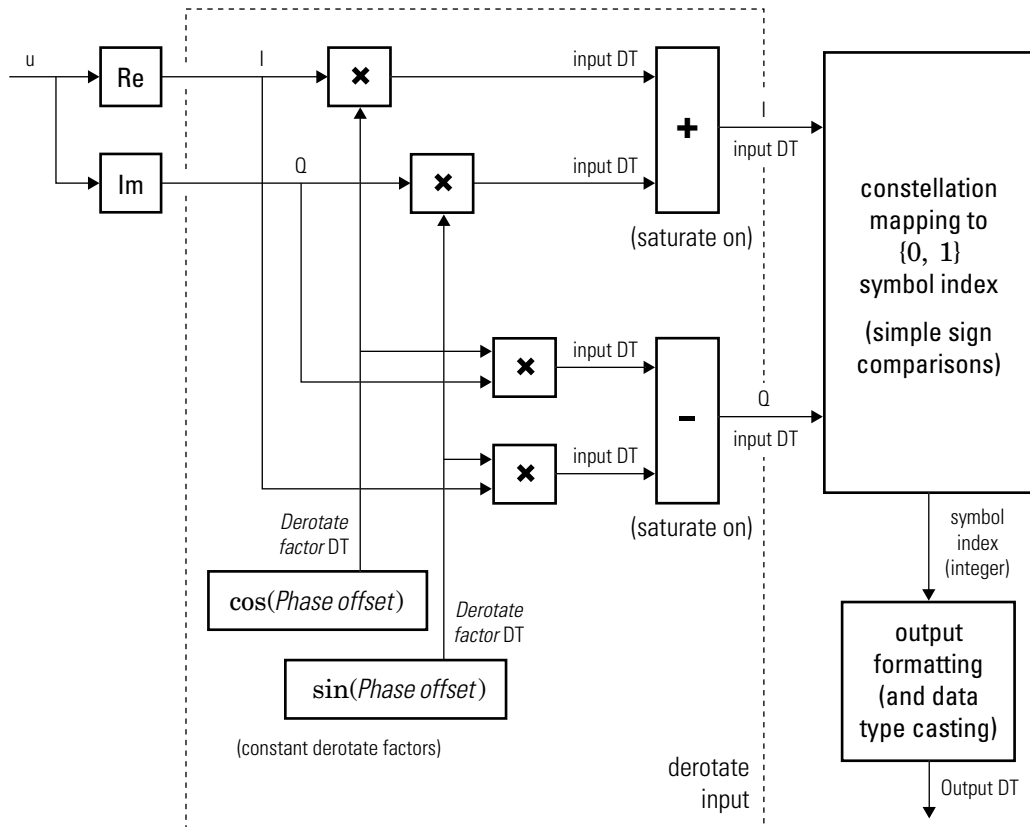 u
Re
I
×
input DT
Im
Q
×
input DT
+
(saturate on)
I
input DT
×
input DT
×
input DT
−
(saturate on)
Q
input DT
constellation
mapping to
{0, 1}
symbol index
(simple sign
comparisons)
symbol
index
(integer)
output
formatting
(and data
type casting)
Output DT
Derotate
factor DT
cos(Phase offset)
Derotate
factor DT
sin(Phase offset)
(constant derotate factors)
derotate
input